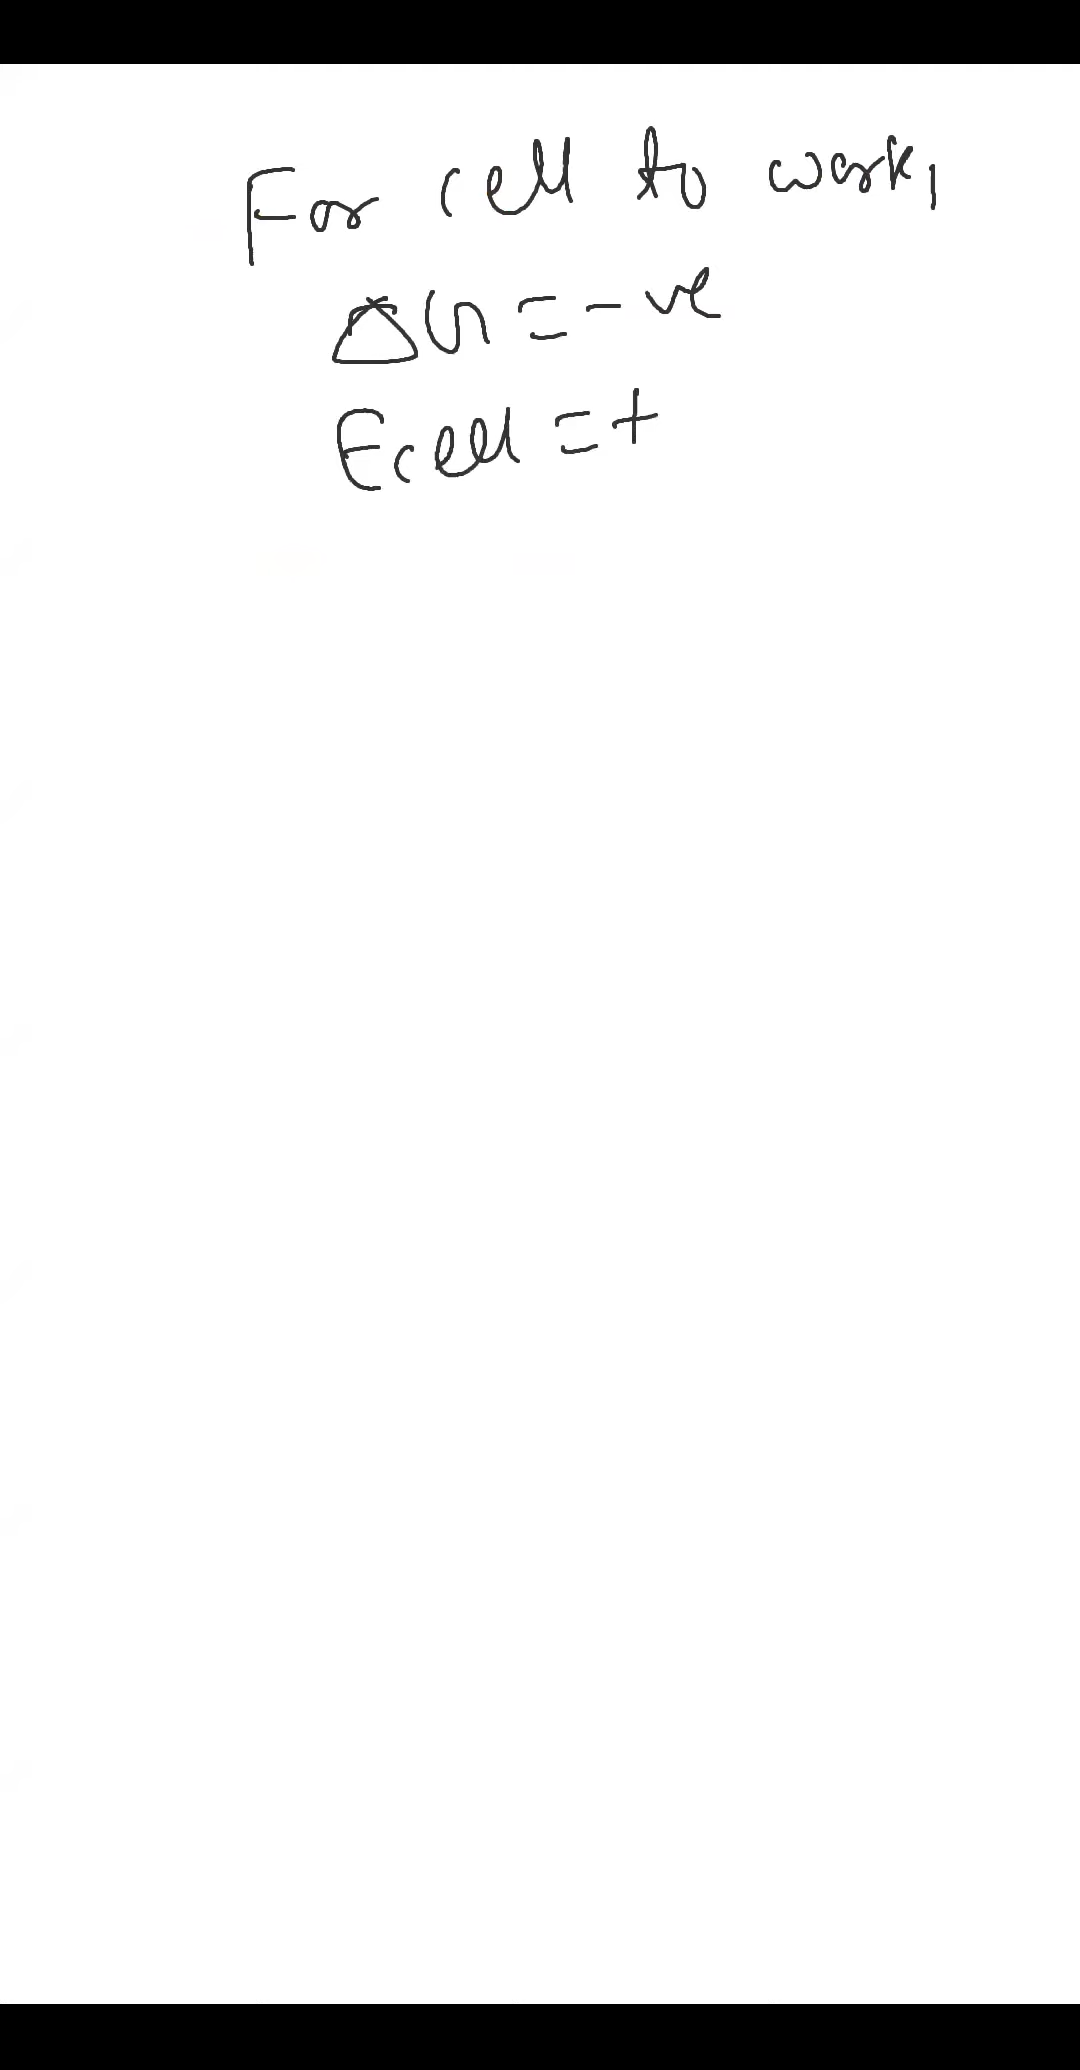 For cell to work,
ΔG = -ve
Ecell = +